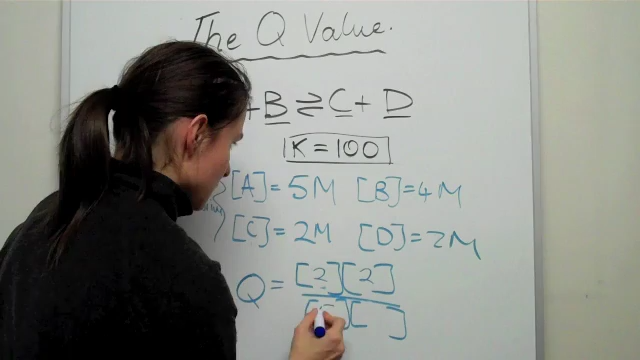 The Q Value.
+ B ⇌ C + D
K = 100
[A] = 5M [B] = 4M
[C] = 2M [D] = 2M
Q = [2][2]
[ ][ ]